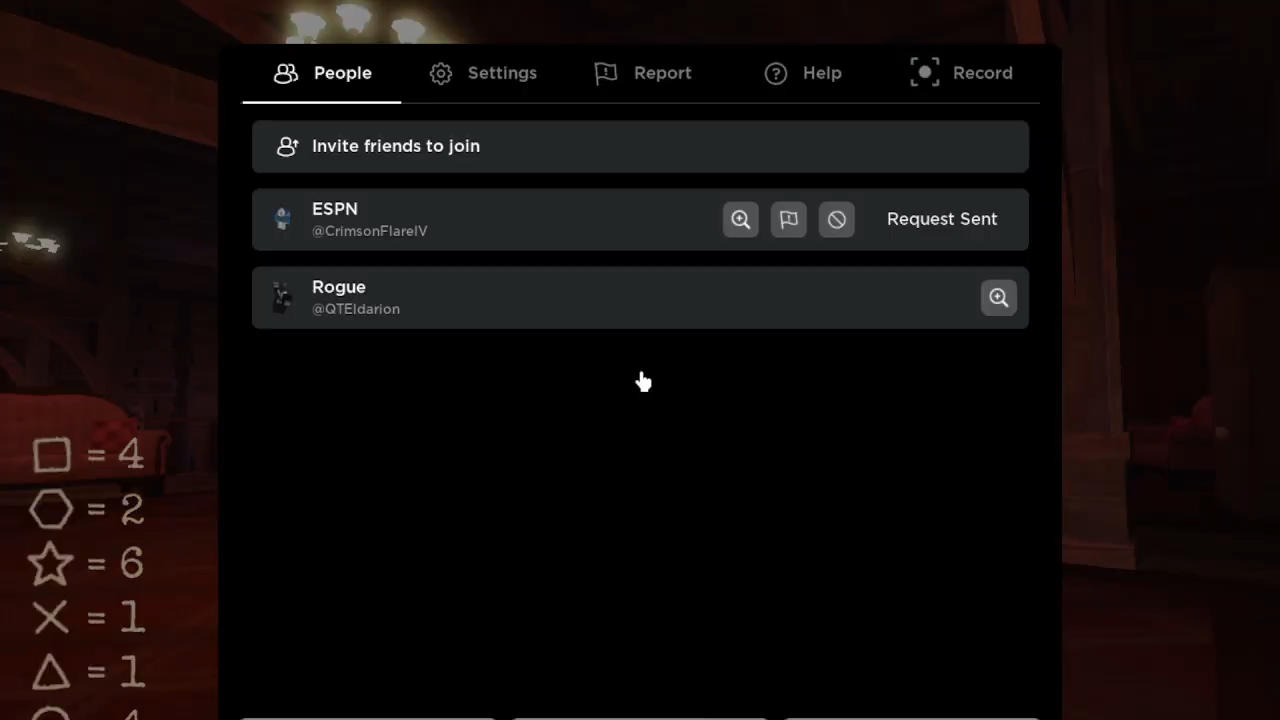 People Settings Report Help Record
Invite friends to join
ESPN
@CrimsonFlareIV
Request Sent
Rogue
@QTEldarion
= 4
= 2
= 6
= 1
= 1